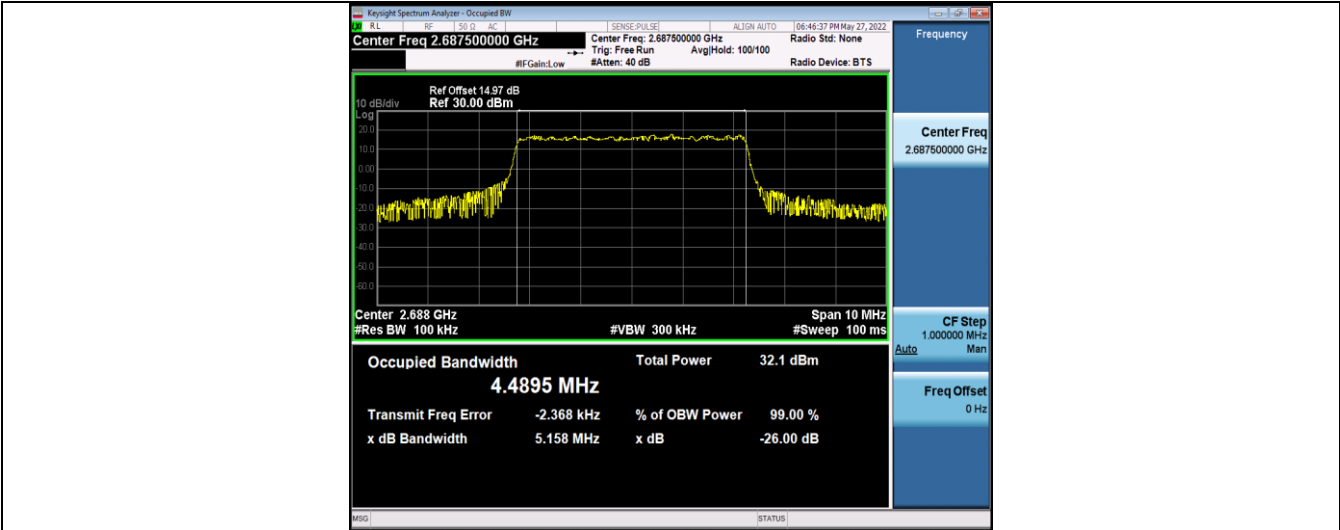 Keysight Spectrum Analyzer - Occupied BW
RL RF 50 Ω AC SENSE:PULSE ALIGN AUTO 06:46:37 PM May 27, 2022
Center Freq 2.687500000 GHz
Center Freq: 2.687500000 GHz Radio Std: None
Trig: Free Run Avg|Hold: 100/100
#IFGain:Low #Atten: 40 dB Radio Device: BTS
Ref Offset 14.97 dB
10 dB/div Ref 30.00 dBm
Log
20.0
10.0
0.00
-10.0
-20.0
-30.0
-40.0
-50.0
-60.0
Center 2.688 GHz Span 10 MHz
#Res BW 100 kHz #VBW 300 kHz #Sweep 100 ms
Occupied Bandwidth Total Power 32.1 dBm
4.4895 MHz
Transmit Freq Error -2.368 kHz % of OBW Power 99.00 %
x dB Bandwidth 5.158 MHz x dB -26.00 dB
MSG STATUS
Frequency
Center Freq
2.687500000 GHz
CF Step
1.000000 MHz
Auto Man
Freq Offset
0 Hz